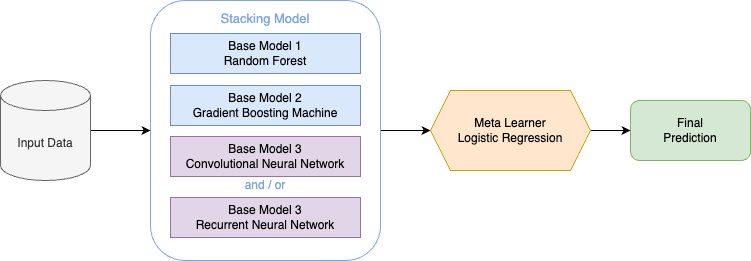 Stacking Model
Base Model 1
Random Forest
Base Model 2
Gradient Boosting Machine
Input Data
Base Model 3
Convolutional Neural Network
and / or
Base Model 3
Recurrent Neural Network
Meta Learner
Logistic Regression
Final
Prediction